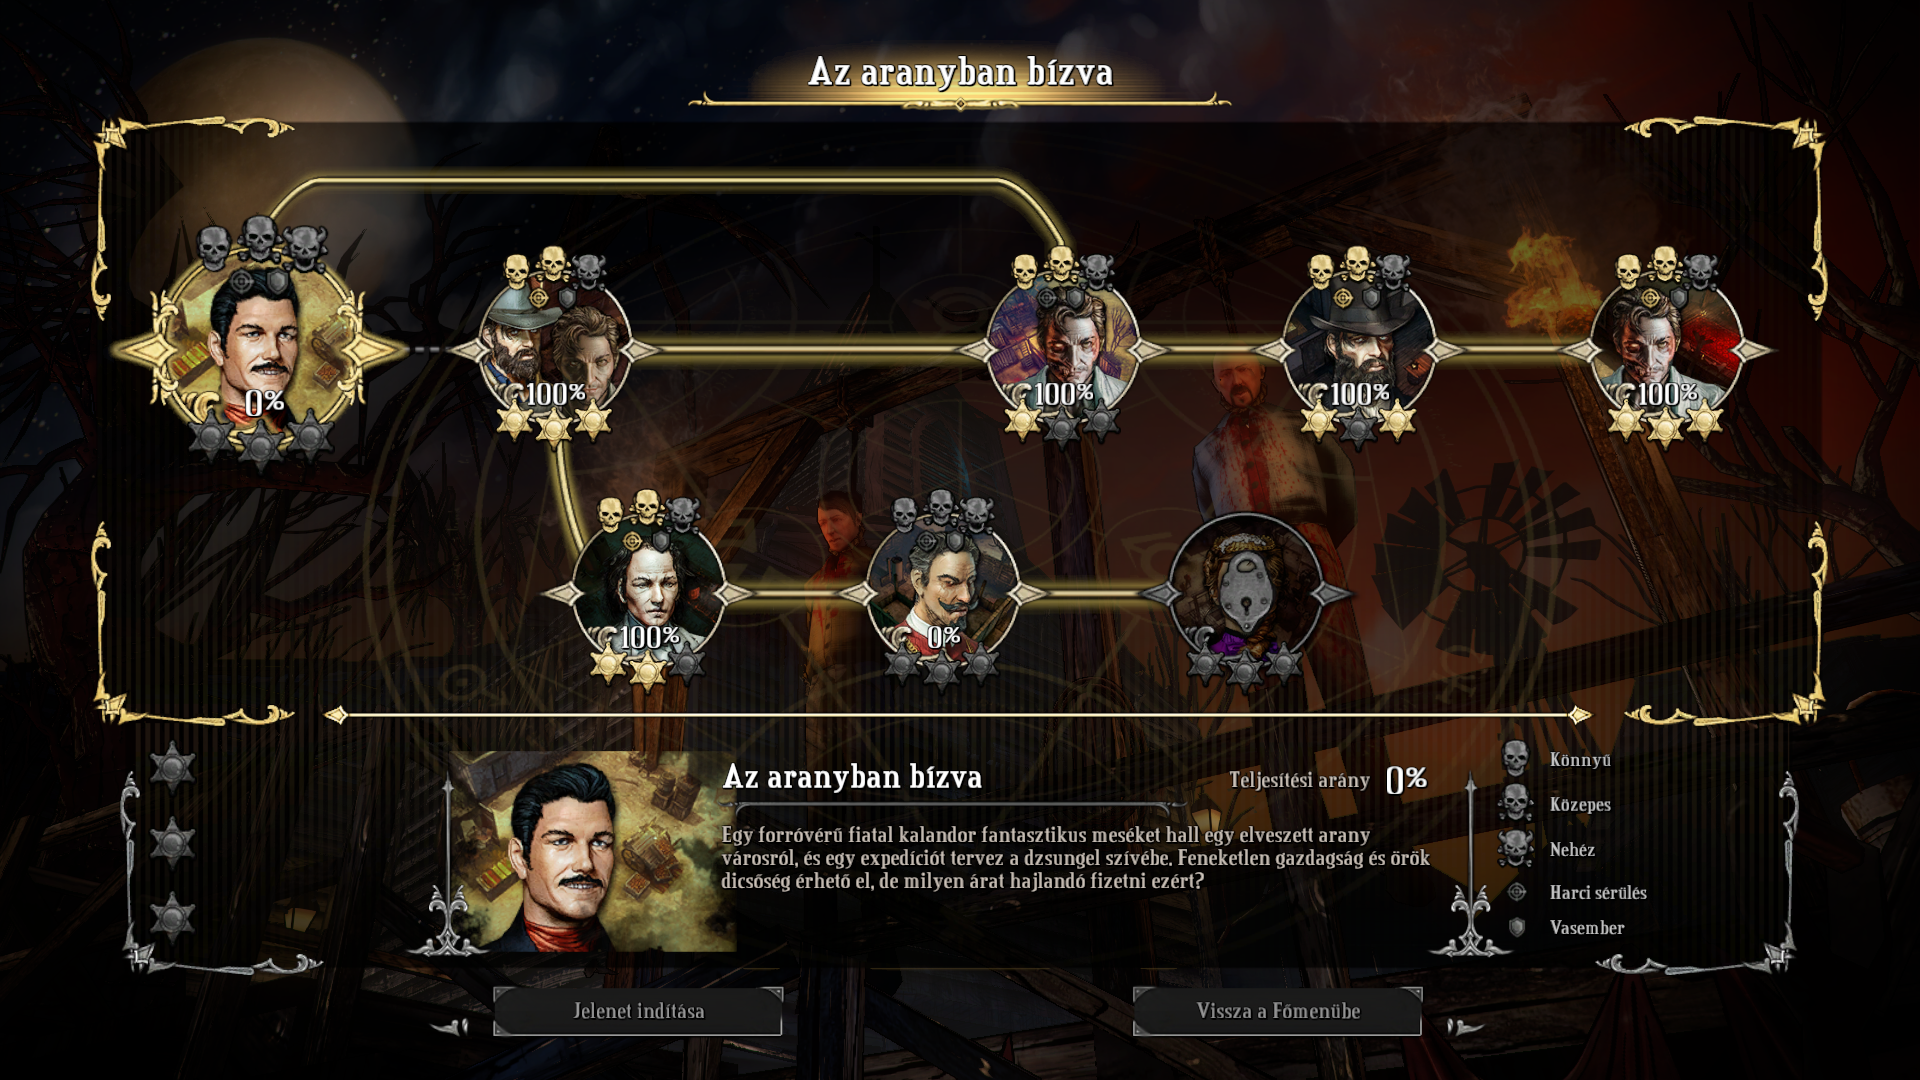 Az aranyban bízva
0%
100%
100%
100%
100%
100%
0%
Az aranyban bízva
Teljesítési arány 0%
Egy forróvérű fiatal kalandor fantasztikus meséket hall egy elveszett arany
városról, és egy expedíciót tervez a dzsungel szívébe. Feneketlen gazdagság és örök
dicsőség érhető el, de milyen árat hajlandó fizetni ezért?
Könnyű
Közepes
Nehéz
Harci sérülés
Vasember
Jelenet indítása
Vissza a Főmenübe